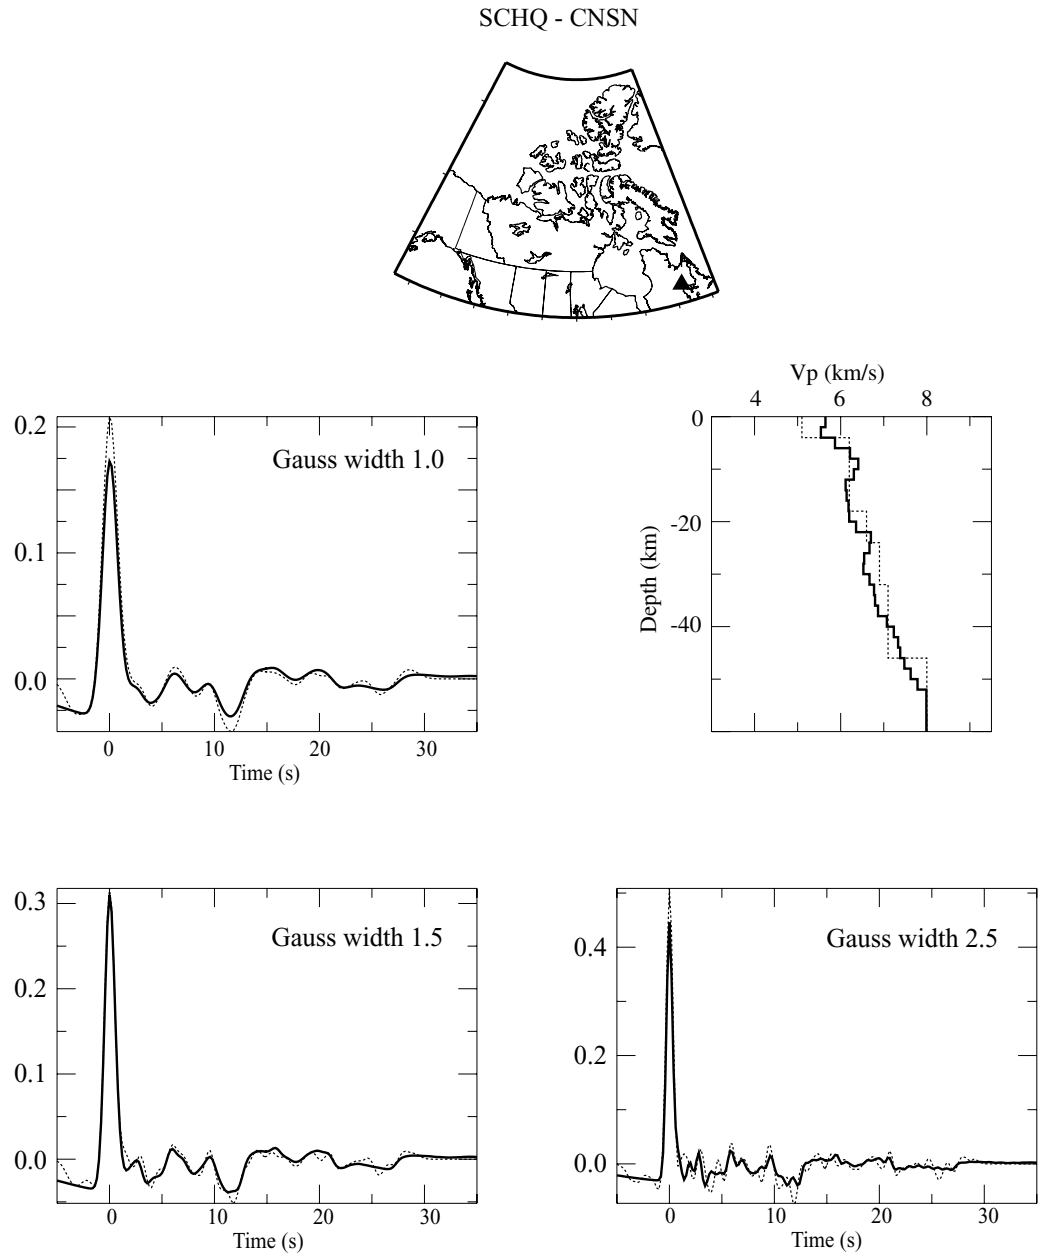 SCHQ - CNSN
Vp (km/s)
4 6 8
0
-20
-40
Depth (km)
0.2
0.1
0.0
Gauss width 1.0
0 10 20 30
Time (s)
0.3
0.2
0.1
0.0
Gauss width 1.5
0 10 20 30
Time (s)
0.4
0.2
0.0
Gauss width 2.5
0 10 20 30
Time (s)